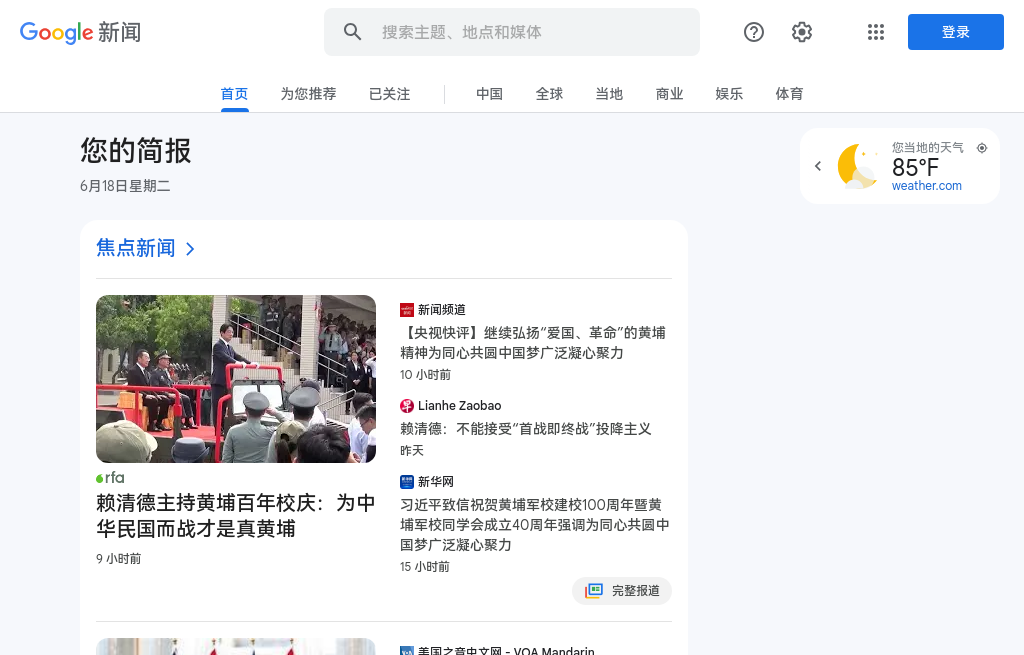 Google 新闻
搜索主题、地点和媒体
登录
首页 为您推荐 已关注 中国 全球 当地 商业 娱乐 体育
您的简报
6月18日星期二
您当地的天气
85°F
weather.com
焦点新闻
rfa
赖清德主持黄埔百年校庆：为中
华民国而战才是真黄埔
9 小时前
新闻频道
【央视快评】继续弘扬“爱国、革命”的黄埔
精神为同心共圆中国梦广泛凝心聚力
10 小时前
Lianhe Zaobao
赖清德：不能接受“首战即终战”投降主义
昨天
新华网
习近平致信祝贺黄埔军校建校100周年暨黄
埔军校同学会成立40周年强调为同心共圆中
国梦广泛凝心聚力
15 小时前
完整报道
美国之音中文网 - VOA Mandarin